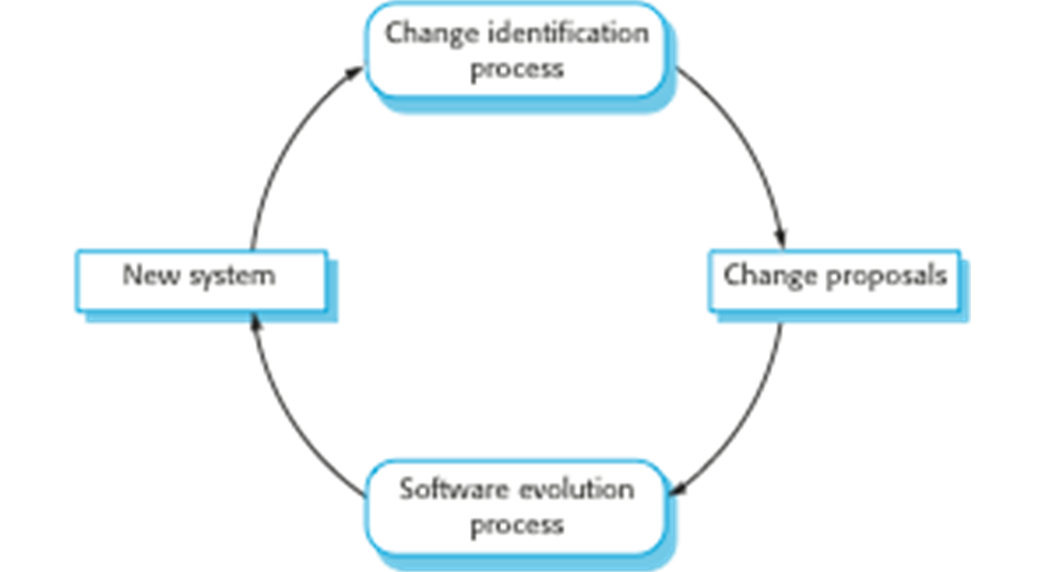 Change identification
process
New system
Change proposals
Software evolution
process